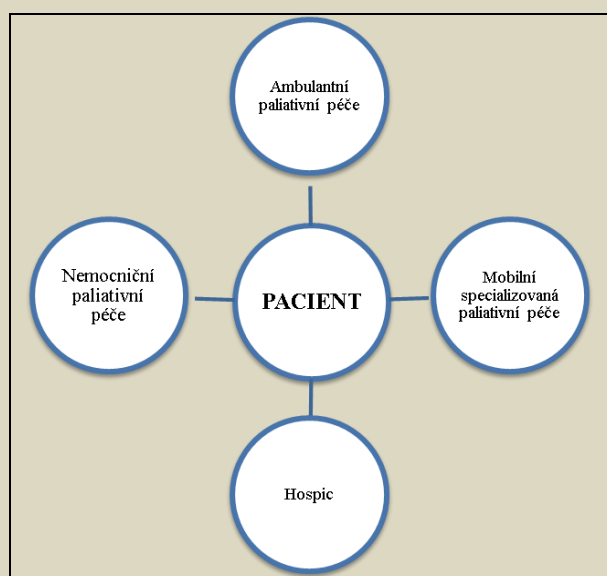 Ambulantní
paliativní péče
Nemocniční
paliativní
péče
PACIENT
Mobilní
specializovaná
paliativní péče
Hospic